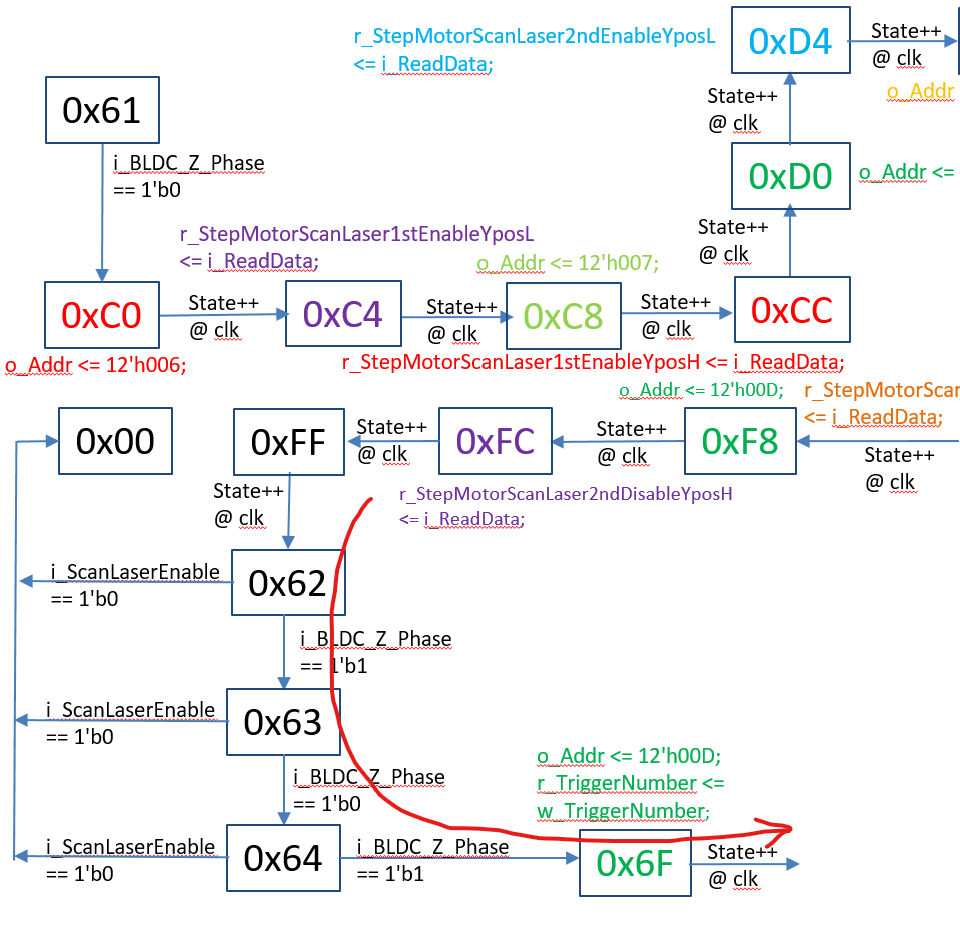 r_StepMotorScanLaser2ndEnableYposL
<= i_ReadData;
0xD4
State++
@ clk
o_Addr
0x61
State++
@ clk
i_BLDC_Z_Phase
== 1'b0
0xD0
o_Addr <=
r_StepMotorScanLaser1stEnableYposL
<= i_ReadData;
o_Addr <= 12'h007;
State++
@ clk
0xC0
State++
@ clk
0xC4
State++
@ clk
0xC8
State++
@ clk
0xCC
o_Addr <= 12'h006;
r_StepMotorScanLaser1stEnableYposH <= i_ReadData;
o_Addr <= 12'h00D;
r_StepMotorScan
<= i_ReadData;
0x00
0xFF
State++
@ clk
0xFC
State++
@ clk
0xF8
State++
@ clk
State++
@ clk
r_StepMotorScanLaser2ndDisableYposH
<= i_ReadData;
i_ScanLaserEnable
== 1'b0
0x62
i_BLDC_Z_Phase
== 1'b1
i_ScanLaserEnable
== 1'b0
0x63
i_BLDC_Z_Phase
== 1'b0
o_Addr <= 12'h00D;
r_TriggerNumber <=
w_TriggerNumber;
i_ScanLaserEnable
== 1'b0
0x64
i_BLDC_Z_Phase
== 1'b1
0x6F
State++
@ clk